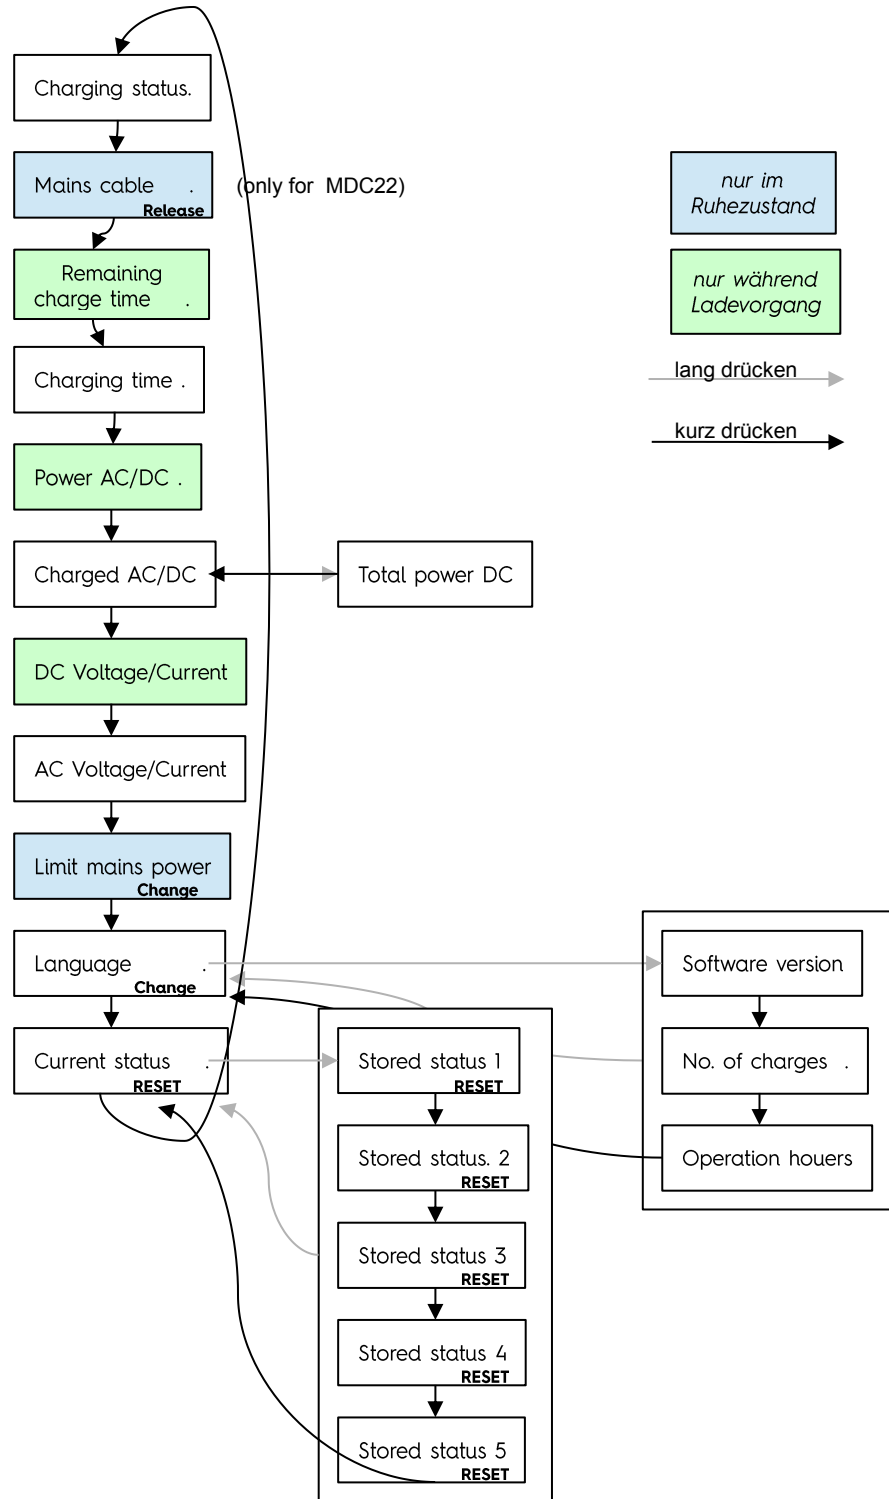 Charging status.
Mains cable .
Release
(only for MDC22)
Remaining
charge time .
Charging time .
Power AC/DC .
Charged AC/DC
Total power DC
DC Voltage/Current
AC Voltage/Current
Limit mains power
Change
Language .
Change
Current status .
RESET
nur im
Ruhezustand
nur während
Ladevorgang
lang drücken
kurz drücken
Stored status 1
RESET
Stored status. 2
RESET
Stored status 3
RESET
Stored status 4
RESET
Stored status 5
RESET
Software version
No. of charges .
Operation houers